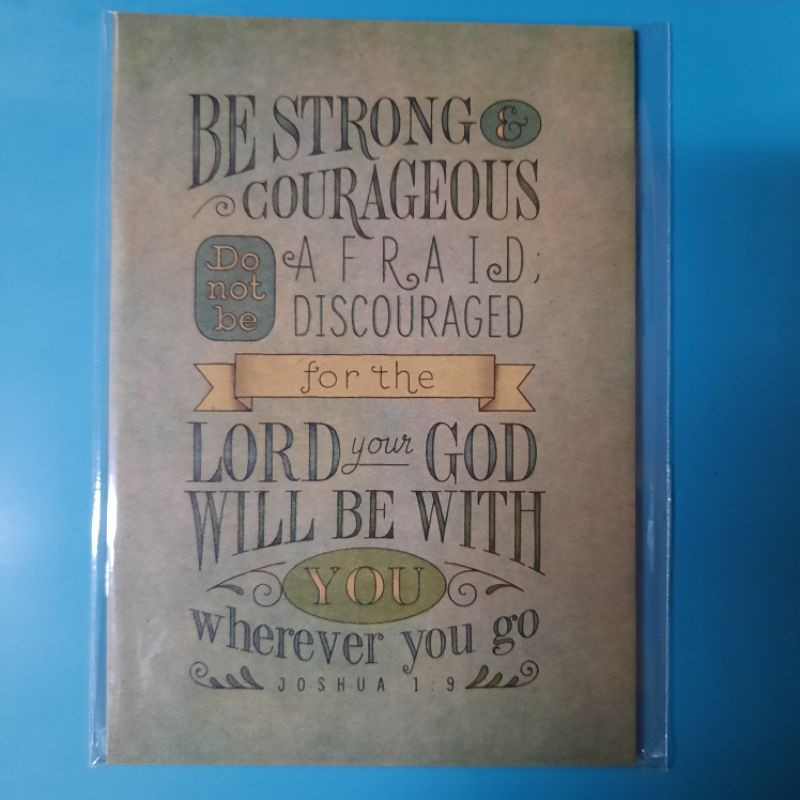 BE STRONG &
COURAGEOUS
Do not be AFRAID;
DISCOURAGED
for the
LORD your GOD
WILL BE WITH
YOU
wherever you go
JOSHUA 1:9